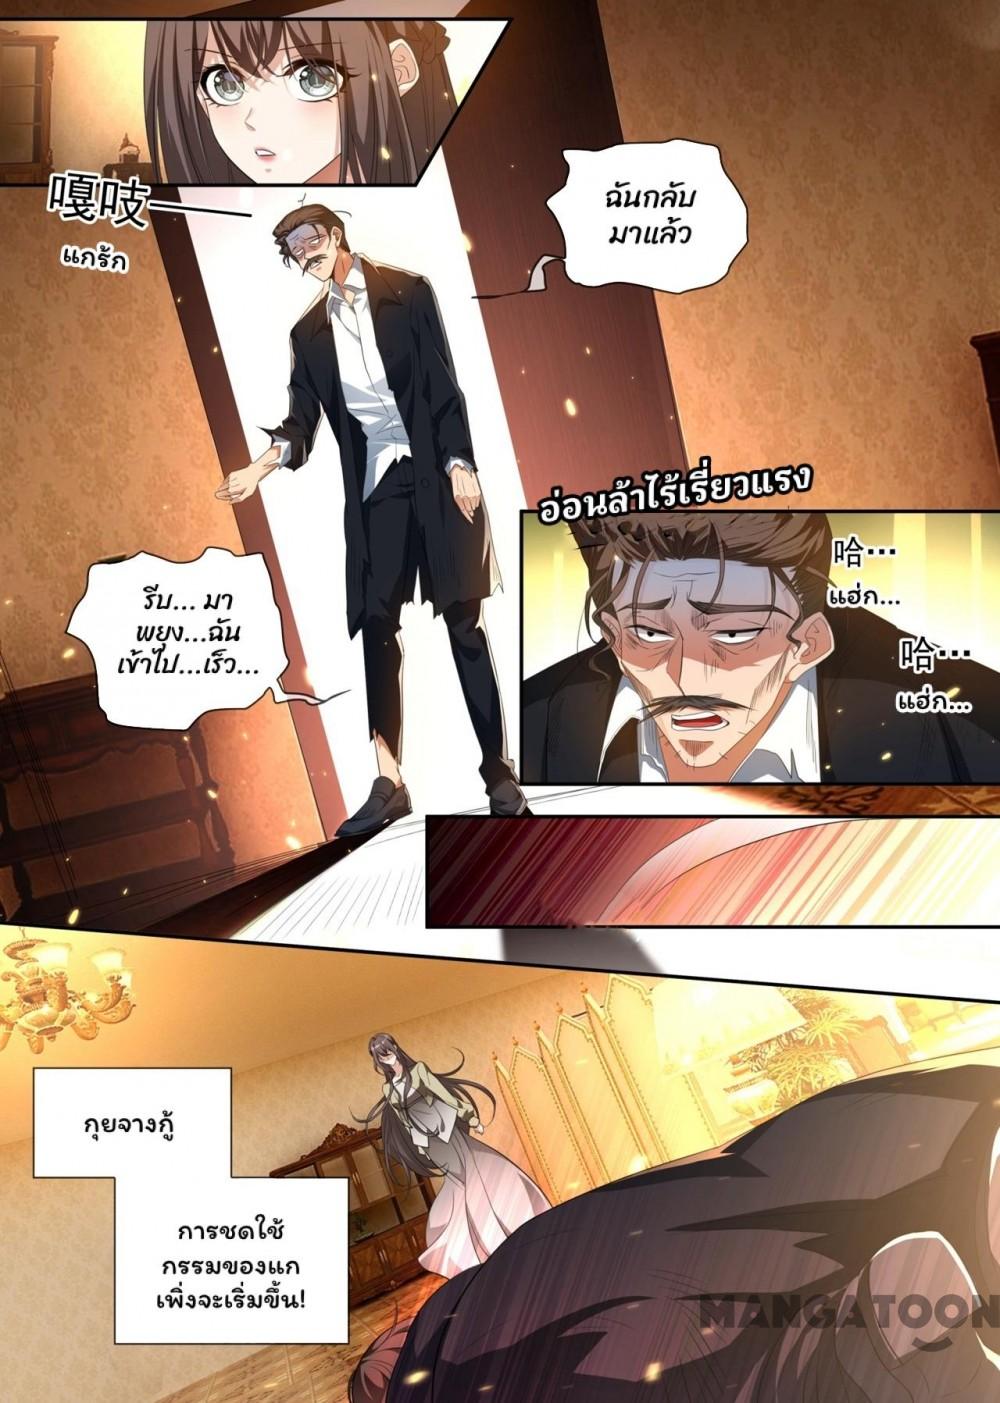 嘎吱
แกร้ก
ฉันกลับ
มาแล้ว
อ่อนล้าไร้เรี่ยวแรง
哈…
แฮ่ก...
哈…
แฮ่ก...
รีบ... มา
พยุง...ฉัน
เข้าไป...เร็ว...
กุยจางกู้
การชดใช้
กรรมของแก
เพิ่งจะเริ่มขึ้น!
MANGATOON